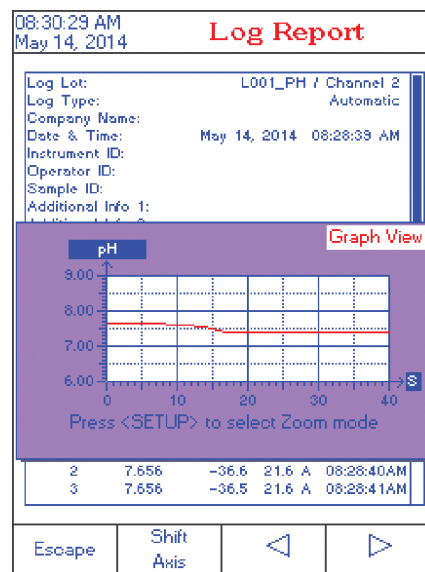 08:30:29 AM
May 14, 2014
Log Report
Log Lot: L001_PH / Channel 2
Log Type: Automatic
Company Name:
Date & Time: May 14, 2014 08:28:39 AM
Instrument ID:
Operator ID:
Sample ID:
Additional Info 1:
Graph View
pH
9.00
8.00
7.00
6.00
0 10 20 30 40
S
Press <SETUP> to select Zoom mode
2 7.656 -36.6 21.6 A 08:28:40AM
3 7.656 -36.5 21.6 A 08:28:41AM
Escape
Shift
Axis